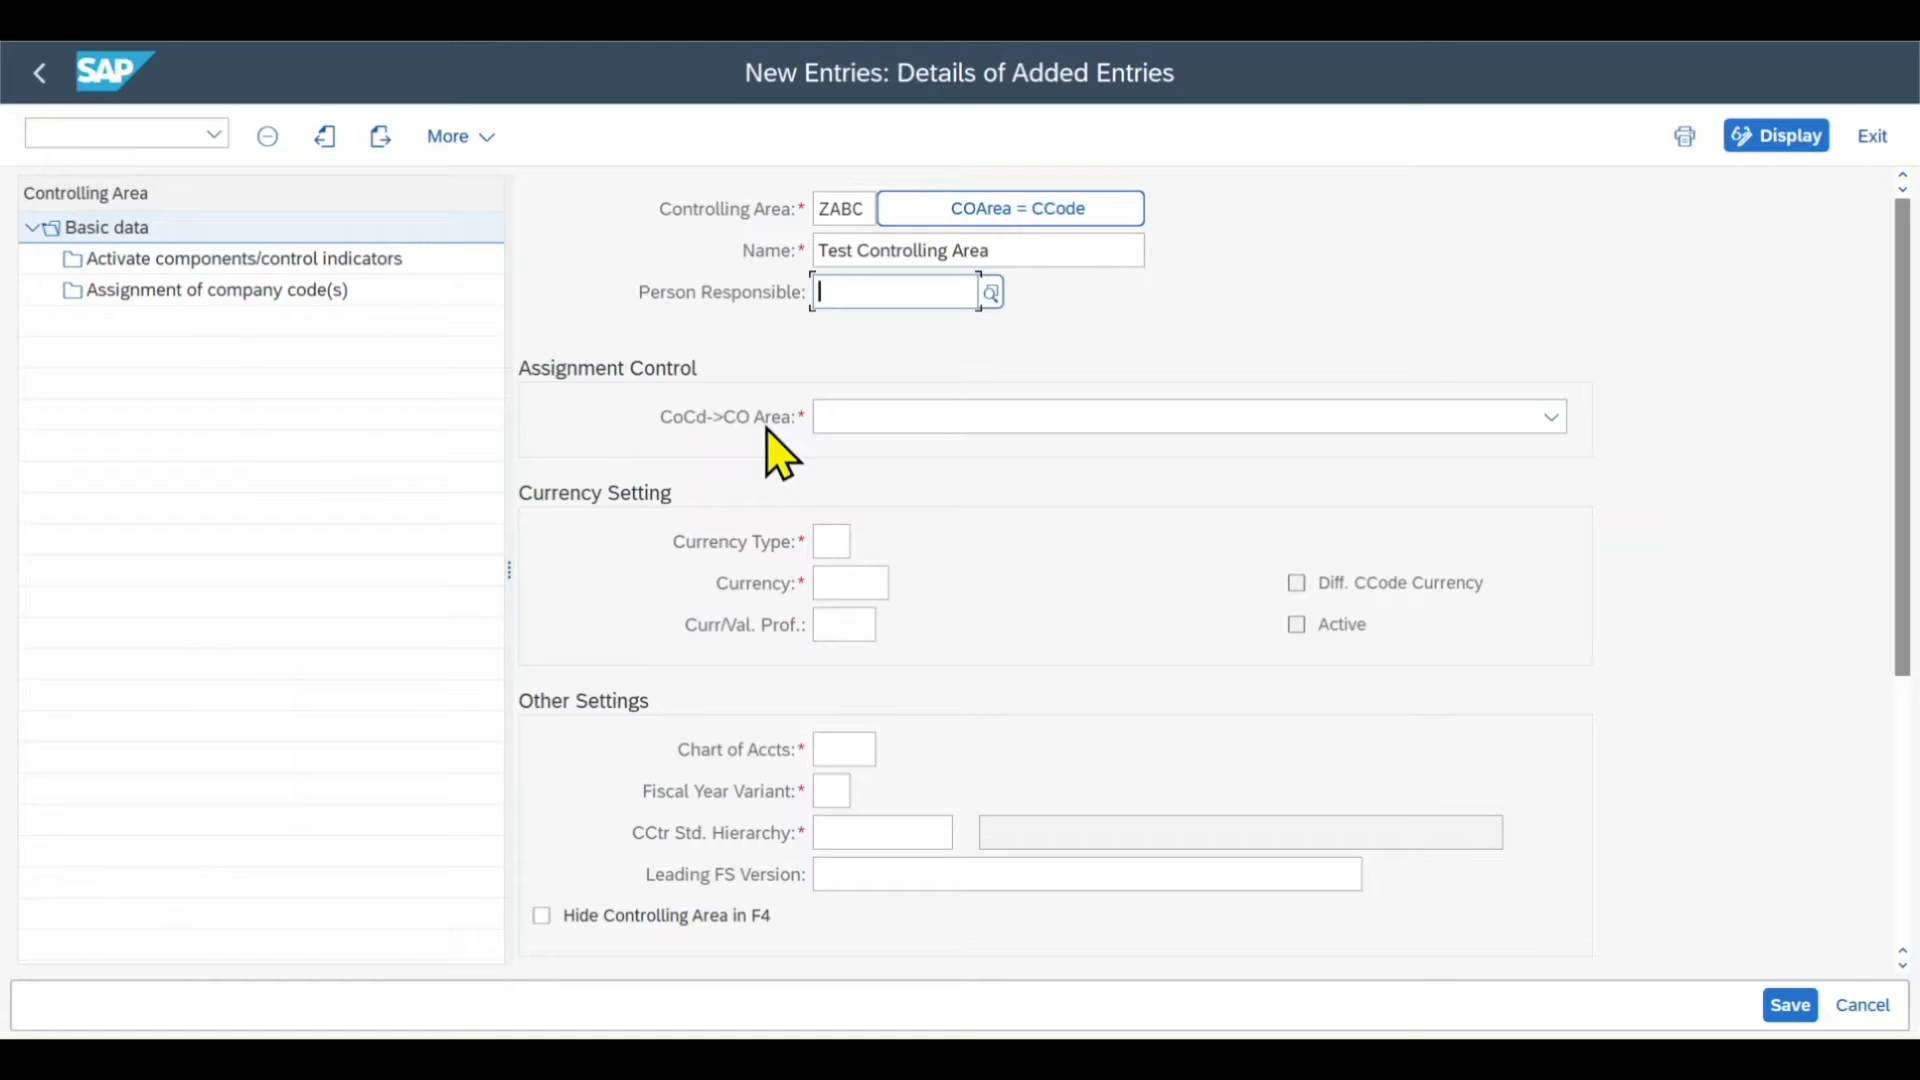 SAP
New Entries: Details of Added Entries
More
Display
Exit
Controlling Area
Basic data
Activate components/control indicators
Assignment of company code(s)
Controlling Area:* ZABC COArea = CCode
Name:* Test Controlling Area
Person Responsible:
Assignment Control
CoCd->CO Area:*
Currency Setting
Currency Type:*
Currency:* Diff. CCode Currency
Curr/Val. Prof.: Active
Other Settings
Chart of Accts:*
Fiscal Year Variant:*
CCtr Std. Hierarchy:*
Leading FS Version:
Hide Controlling Area in F4
Save Cancel